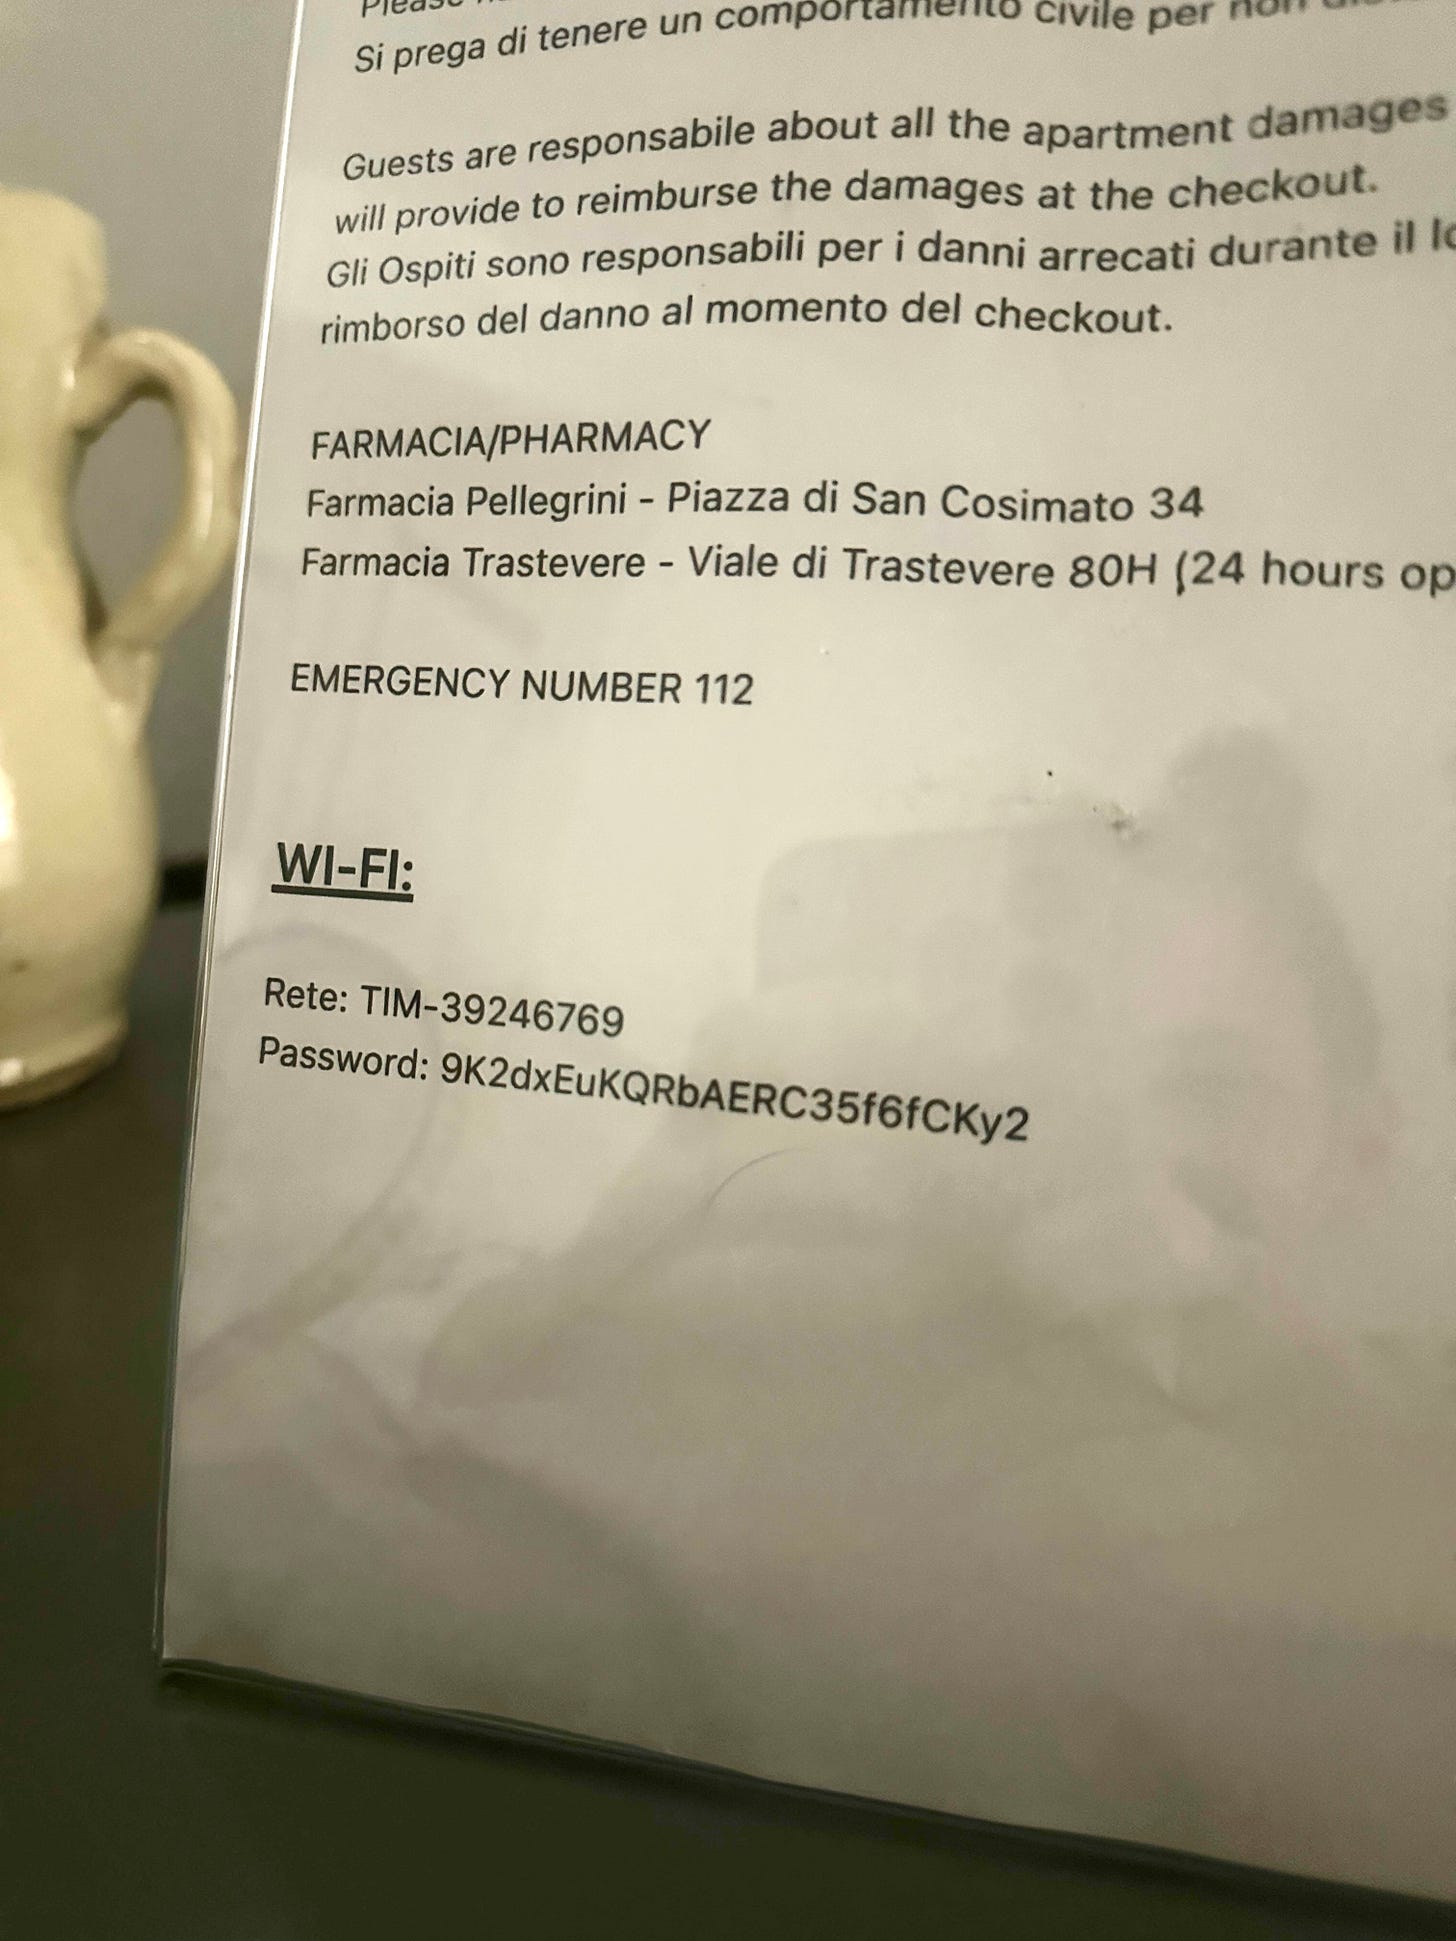 Please
Si prega di tenere un comportamento civile per non
Guests are responsabile about all the apartment damages
will provide to reimburse the damages at the checkout.
Gli Ospiti sono responsabili per i danni arrecati durante il
rimborso del danno al momento del checkout.
FARMACIA/PHARMACY
Farmacia Pellegrini - Piazza di San Cosimato 34
Farmacia Trastevere - Viale di Trastevere 80H (24 hours op
EMERGENCY NUMBER 112
WI-FI:
Rete: TIM-39246769
Password: 9K2dxEuKQRbAERC35f6fCKy2